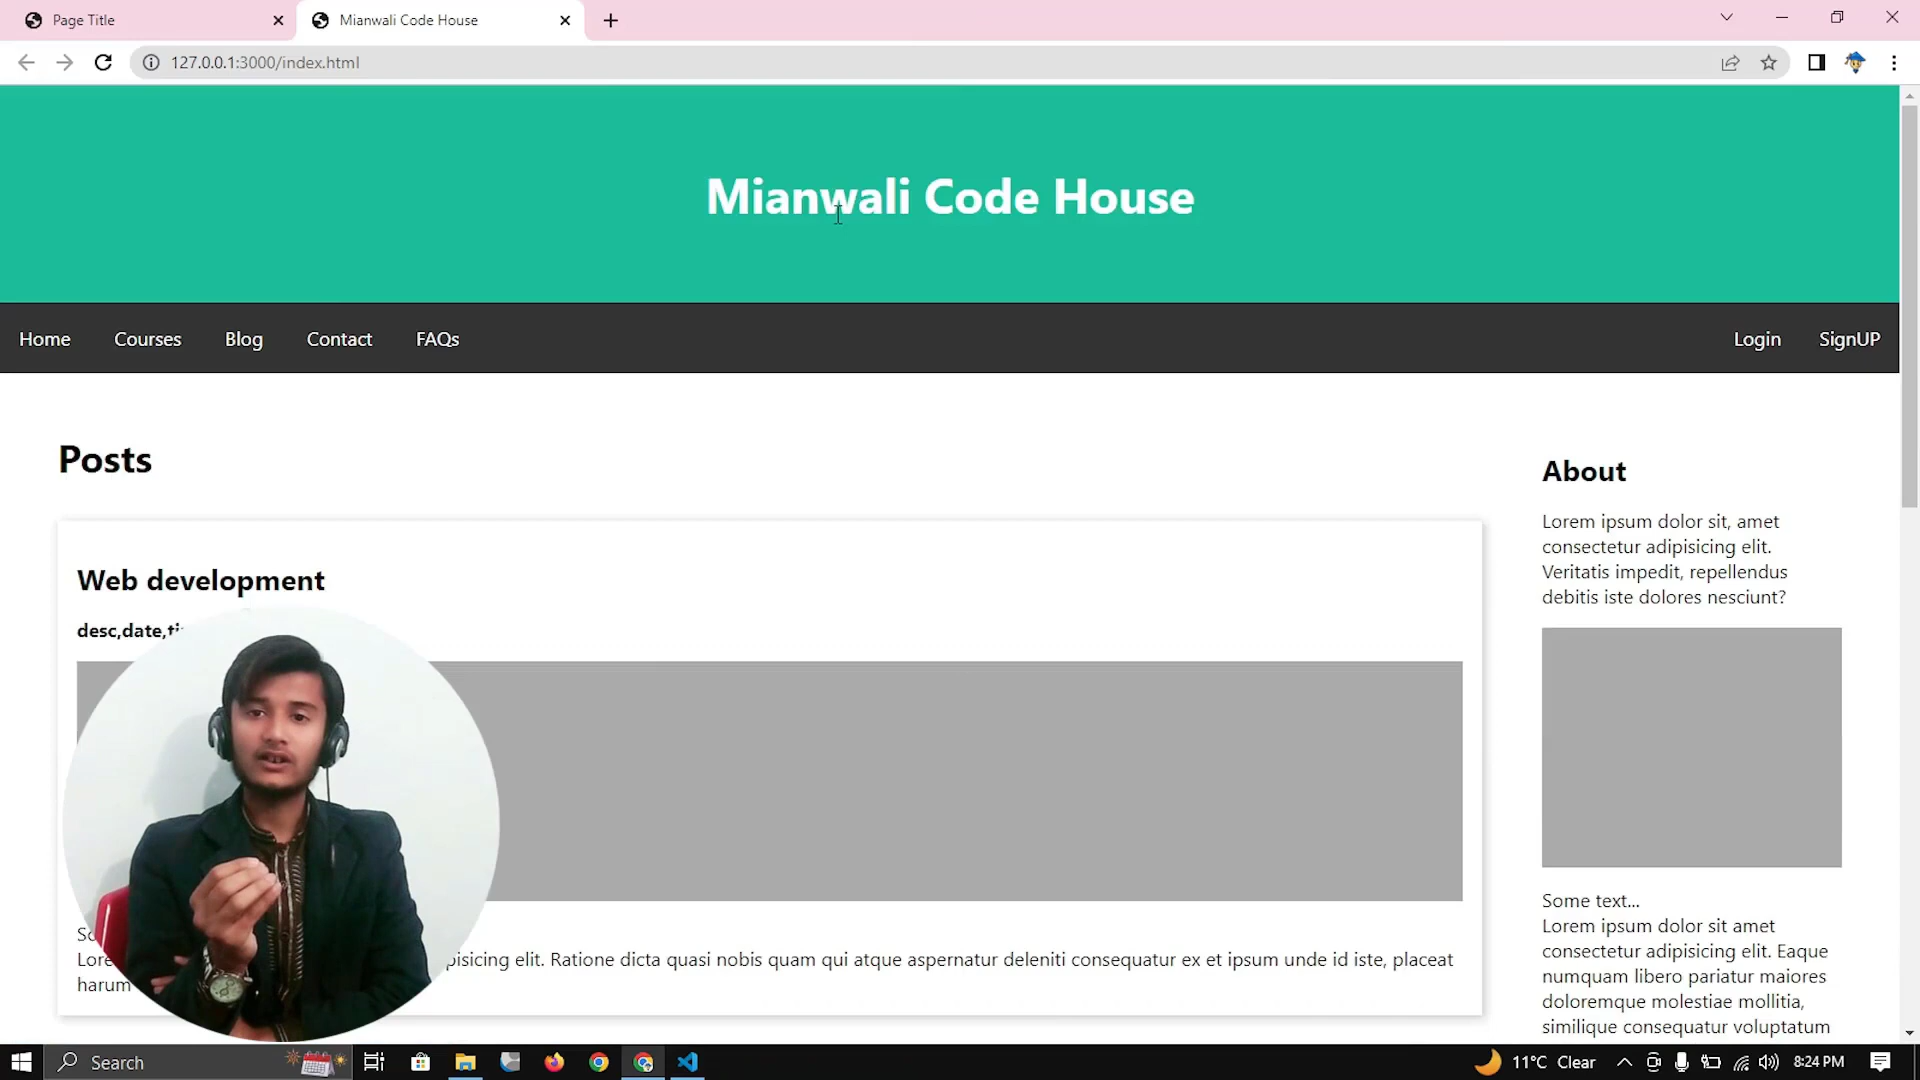 Page Title
Mianwali Code House
127.0.0.1:3000/index.html
Mianwali Code House
Home Courses Blog Contact FAQs Login SignUP
Posts
Web development
desc,date,
About
Lorem ipsum dolor sit, amet
consectetur adipisicing elit.
Veritatis impedit, repellendus
debitis iste dolores nesciunt?
Some text...
Lorem ipsum dolor sit amet
consectetur adipisicing elit. Eaque
numquam libero pariatur maiores
doloremque molestiae mollitia,
similique consequatur voluptatum
elit. Ratione dicta quasi nobis quam qui atque aspernatur deleniti consequatur ex et ipsum unde id iste, placeat
harum
Search
11°C Clear
8:24 PM